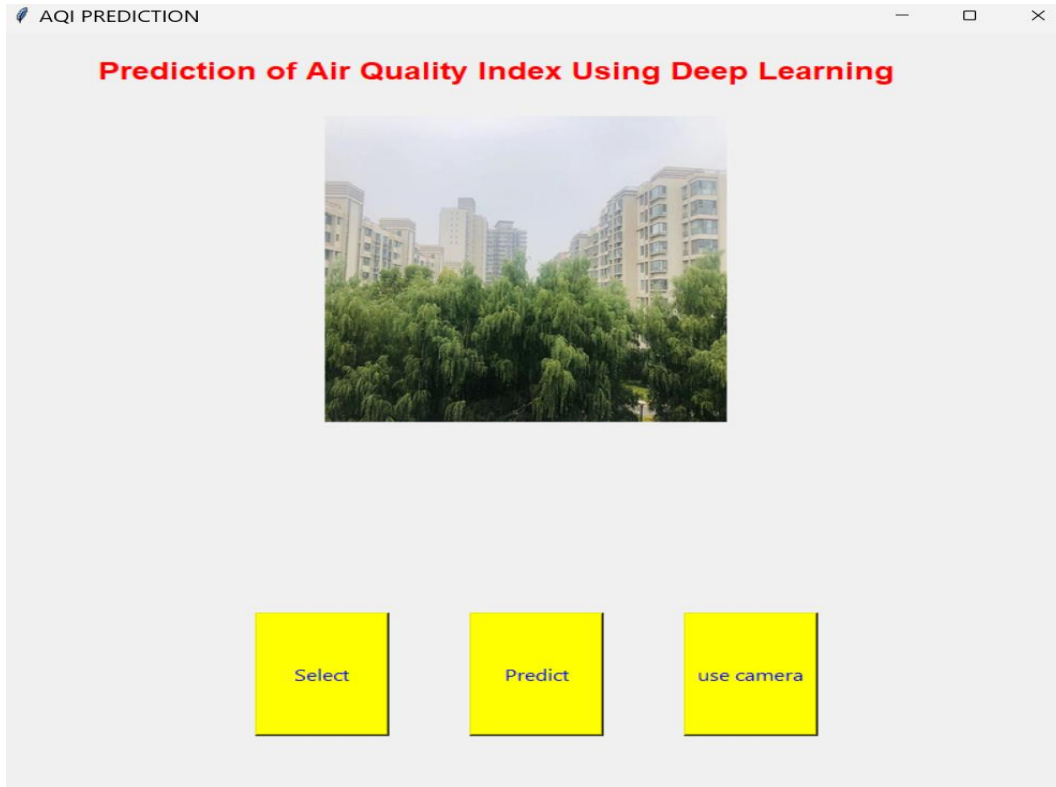 AQI PREDICTION
Prediction of Air Quality Index Using Deep Learning
Select
Predict
use camera